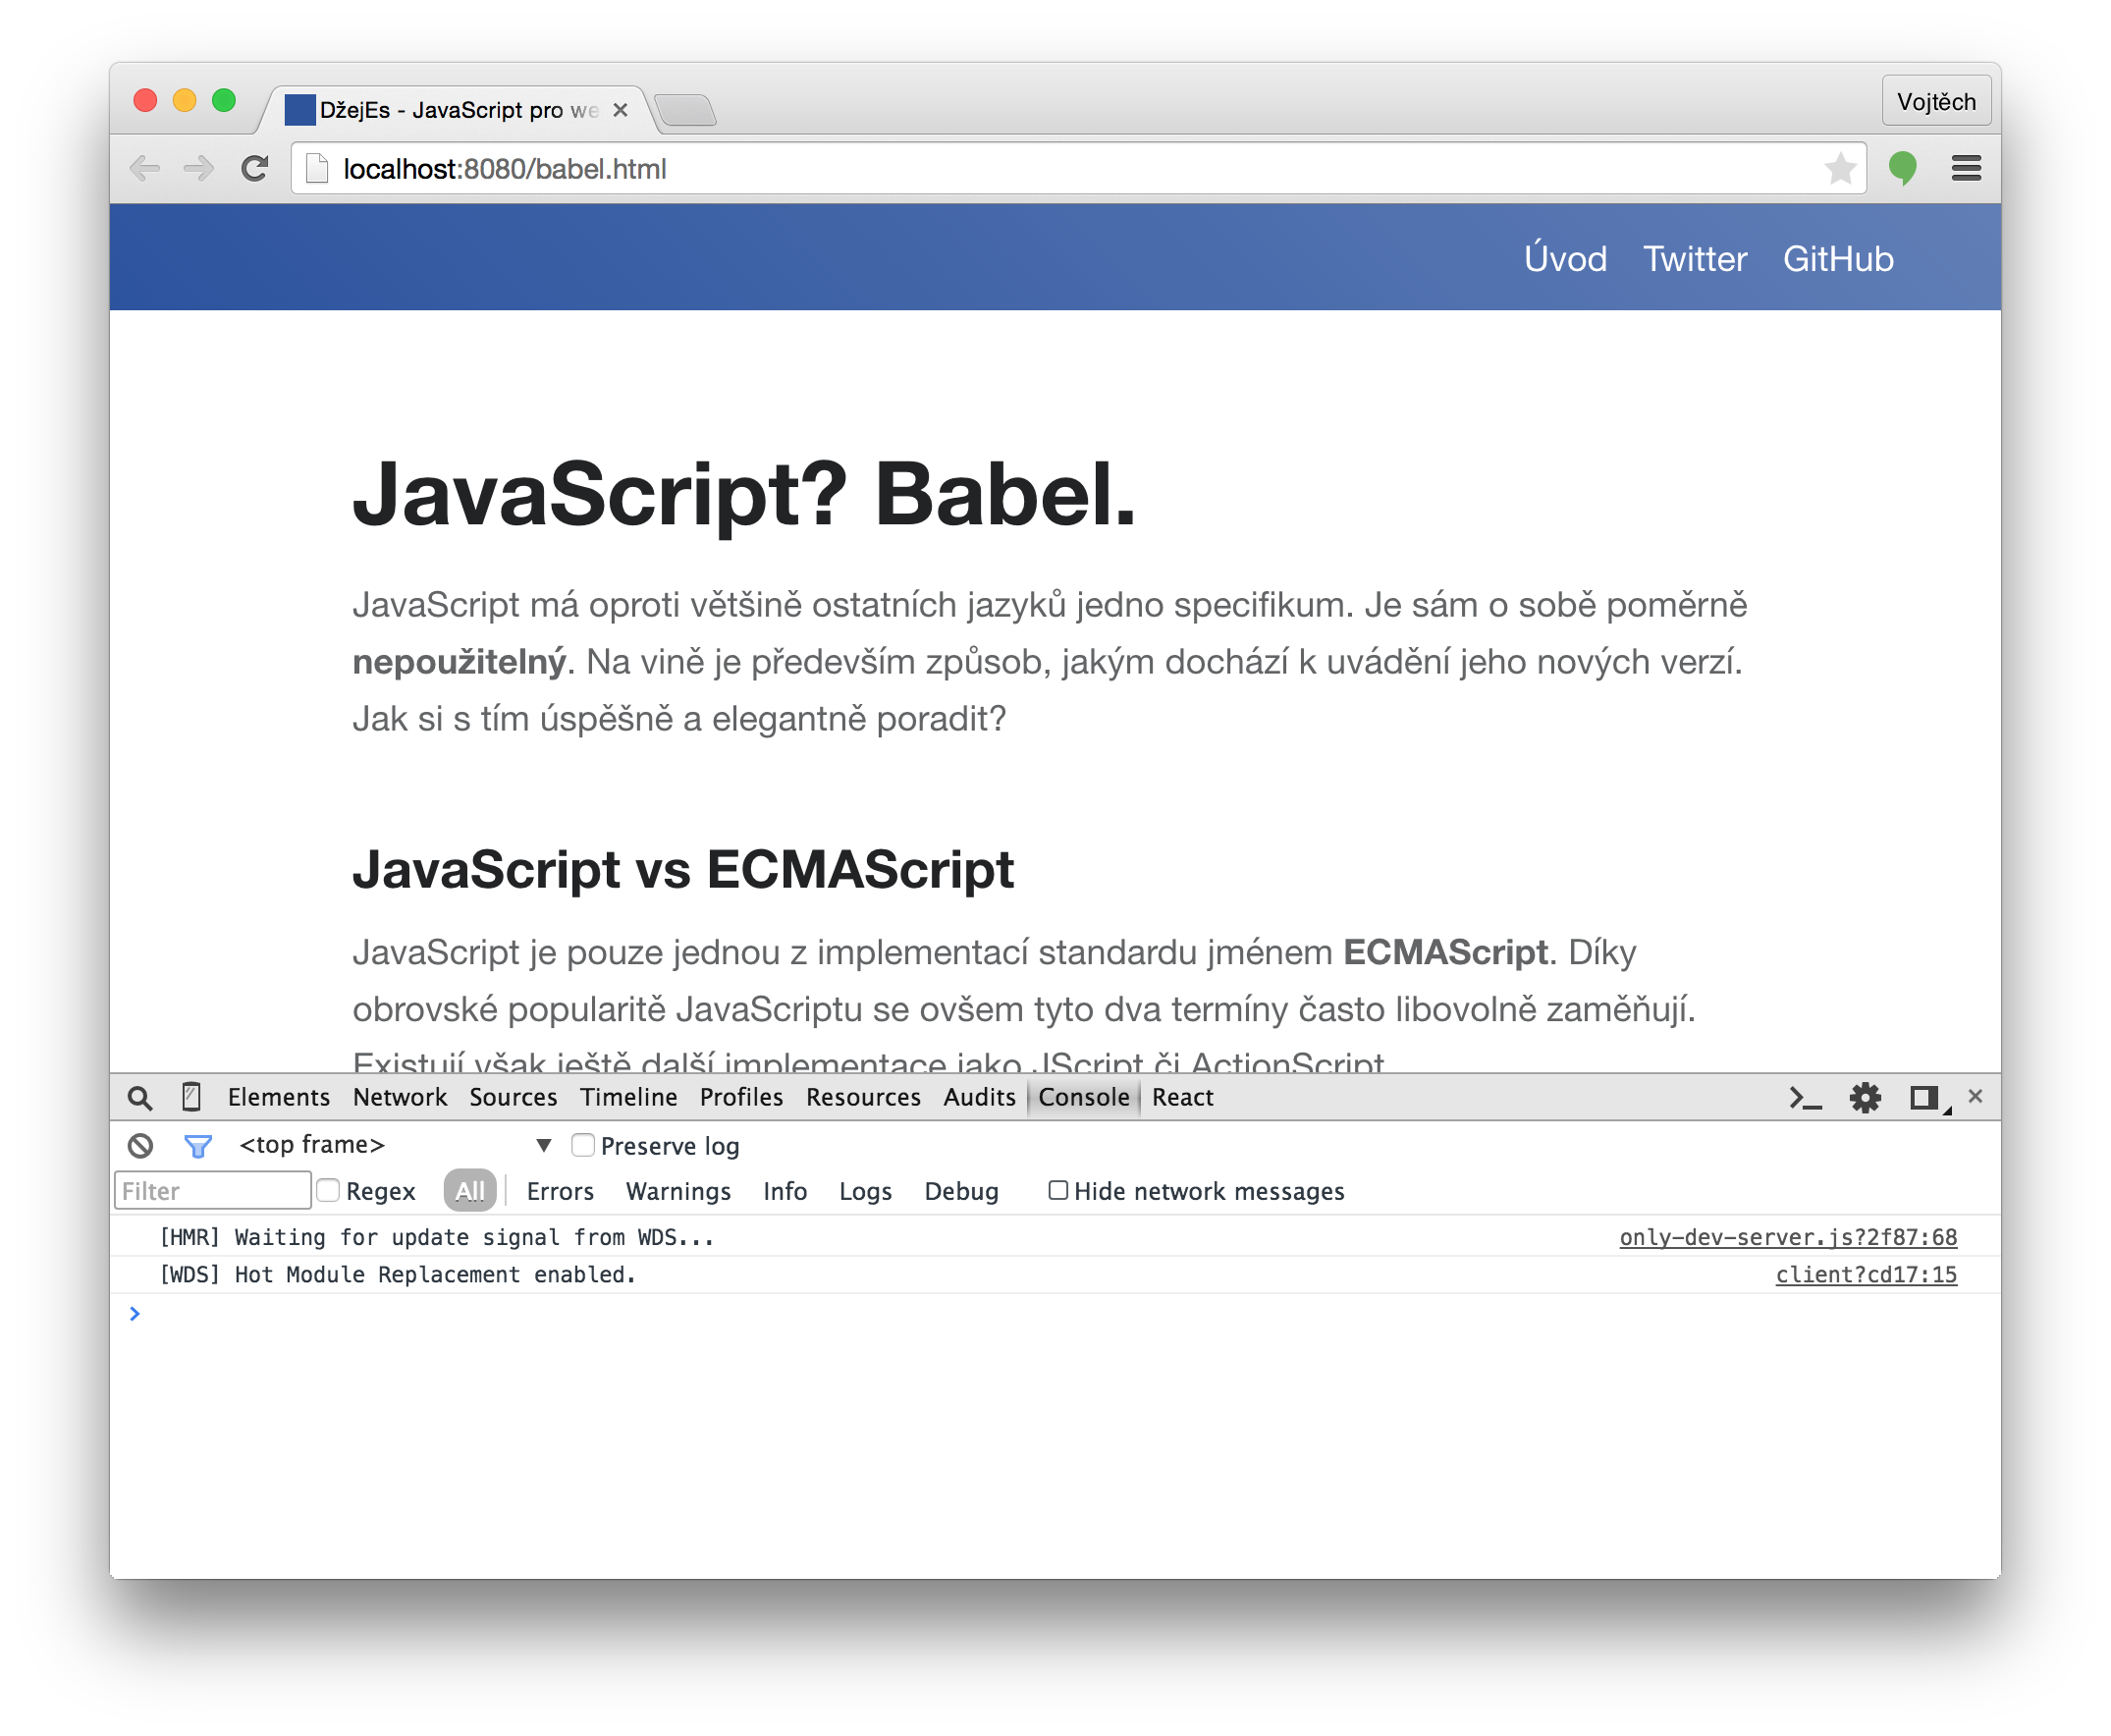 DžejEs - JavaScript pro we
Vojtěch
localhost:8080/babel.html
Úvod Twitter GitHub
JavaScript? Babel.
JavaScript má oproti většině ostatních jazyků jedno specifikum. Je sám o sobě poměrně
nepoužitelný. Na vině je především způsob, jakým dochází k uvádění jeho nových verzí.
Jak si s tím úspěšně a elegantně poradit?
JavaScript vs ECMAScript
JavaScript je pouze jednou z implementací standardu jménem ECMAScript. Díky
obrovské popularitě JavaScriptu se ovšem tyto dva termíny často libovolně zaměňují.
Existují však ještě další implementace jako JScript či ActionScript
Elements Network Sources Timeline Profiles Resources Audits Console React
<top frame> Preserve log
Filter Regex All Errors Warnings Info Logs Debug Hide network messages
[HMR] Waiting for update signal from WDS... only-dev-server.js?2f87:68
[WDS] Hot Module Replacement enabled. client?cd17:15